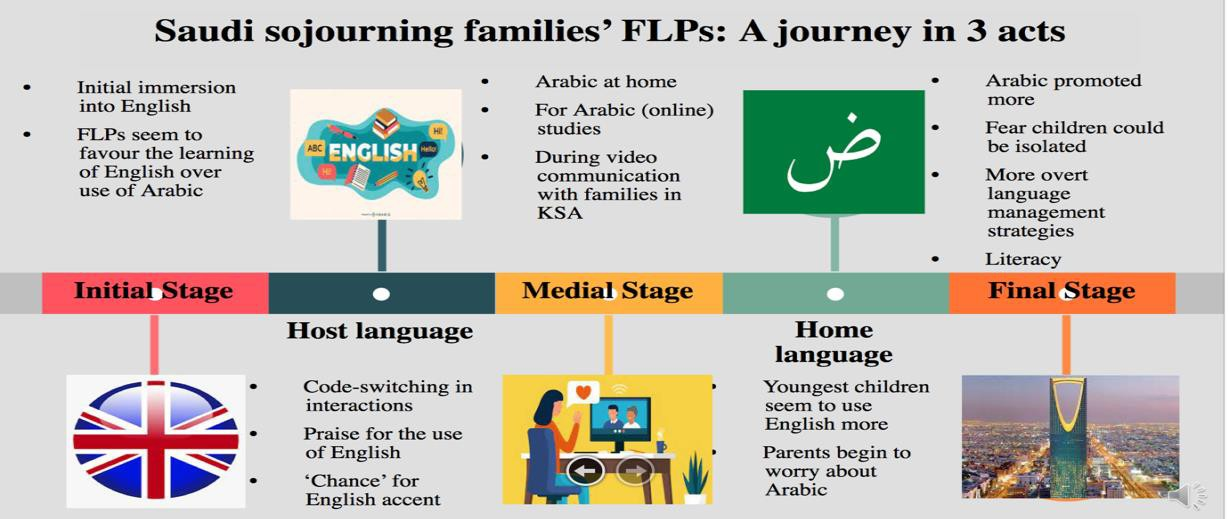 Saudi sojourning families’ FLPs: A journey in 3 acts
• Initial immersion
into English
• FLPs seem to
favour the learning
of English over
use of Arabic
ABC
ENGLISH
Hi!
Hello!
Hi!
• Arabic at home
• For Arabic (online)
studies
• During video
communication
with families in
KSA
ض
• Arabic promoted
more
• Fear children could
be isolated
• More overt
language
management
strategies
• Literacy
Initial Stage
Medial Stage
Final Stage
Host language
• Code-switching in
interactions
• Praise for the use
of English
• ‘Chance’ for
English accent
Home
language
• Youngest children
seem to use
English more
• Parents begin to
worry about
Arabic